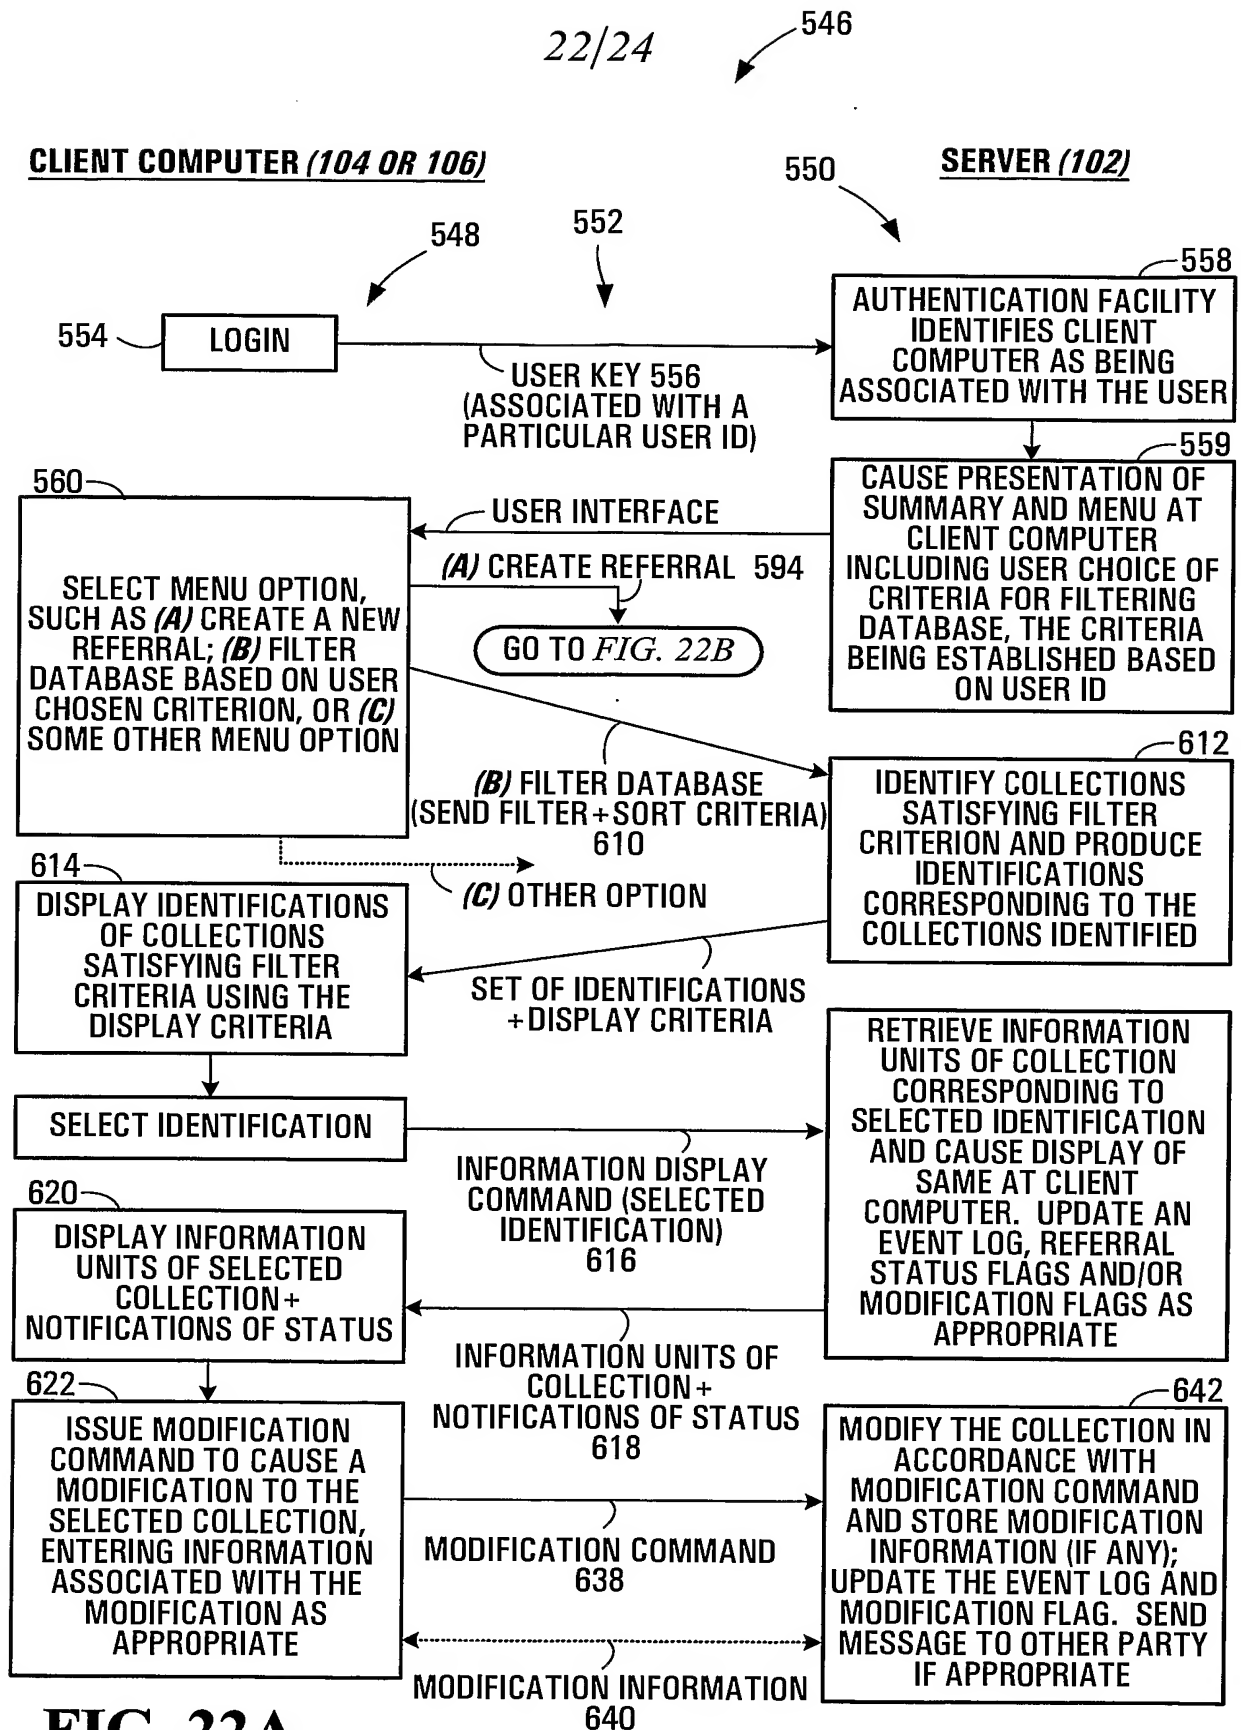 22/24
546
CLIENT COMPUTER (104 OR 106)
550
SERVER (102)
548
552
558
554
LOGIN
USER KEY 556
(ASSOCIATED WITH A
PARTICULAR USER ID)
AUTHENTICATION FACILITY
IDENTIFIES CLIENT
COMPUTER AS BEING
ASSOCIATED WITH THE USER
559
CAUSE PRESENTATION OF
SUMMARY AND MENU AT
CLIENT COMPUTER
INCLUDING USER CHOICE OF
CRITERIA FOR FILTERING
DATABASE, THE CRITERIA
BEING ESTABLISHED BASED
ON USER ID
560
USER INTERFACE
(A) CREATE REFERRAL 594
GO TO FIG. 22B
SELECT MENU OPTION,
SUCH AS (A) CREATE A NEW
REFERRAL; (B) FILTER
DATABASE BASED ON USER
CHOSEN CRITERION, OR (C)
SOME OTHER MENU OPTION
(B) FILTER DATABASE
(SEND FILTER+SORT CRITERIA)
610
612
IDENTIFY COLLECTIONS
SATISFYING FILTER
CRITERION AND PRODUCE
IDENTIFICATIONS
CORRESPONDING TO THE
COLLECTIONS IDENTIFIED
(C) OTHER OPTION
614
DISPLAY IDENTIFICATIONS
OF COLLECTIONS
SATISFYING FILTER
CRITERIA USING THE
DISPLAY CRITERIA
SET OF IDENTIFICATIONS
+DISPLAY CRITERIA
SELECT IDENTIFICATION
INFORMATION DISPLAY
COMMAND (SELECTED
IDENTIFICATION)
616
RETRIEVE INFORMATION
UNITS OF COLLECTION
CORRESPONDING TO
SELECTED IDENTIFICATION
AND CAUSE DISPLAY OF
SAME AT CLIENT
COMPUTER. UPDATE AN
EVENT LOG, REFERRAL
STATUS FLAGS AND/OR
MODIFICATION FLAGS AS
APPROPRIATE
620
DISPLAY INFORMATION
UNITS OF SELECTED
COLLECTION+
NOTIFICATIONS OF STATUS
INFORMATION UNITS OF
COLLECTION+
NOTIFICATIONS OF STATUS
618
622
ISSUE MODIFICATION
COMMAND TO CAUSE A
MODIFICATION TO THE
SELECTED COLLECTION,
ENTERING INFORMATION
ASSOCIATED WITH THE
MODIFICATION AS
APPROPRIATE
MODIFICATION COMMAND
638
642
MODIFY THE COLLECTION IN
ACCORDANCE WITH
MODIFICATION COMMAND
AND STORE MODIFICATION
INFORMATION (IF ANY);
UPDATE THE EVENT LOG AND
MODIFICATION FLAG. SEND
MESSAGE TO OTHER PARTY
IF APPROPRIATE
MODIFICATION INFORMATION
640
FIG. 22A